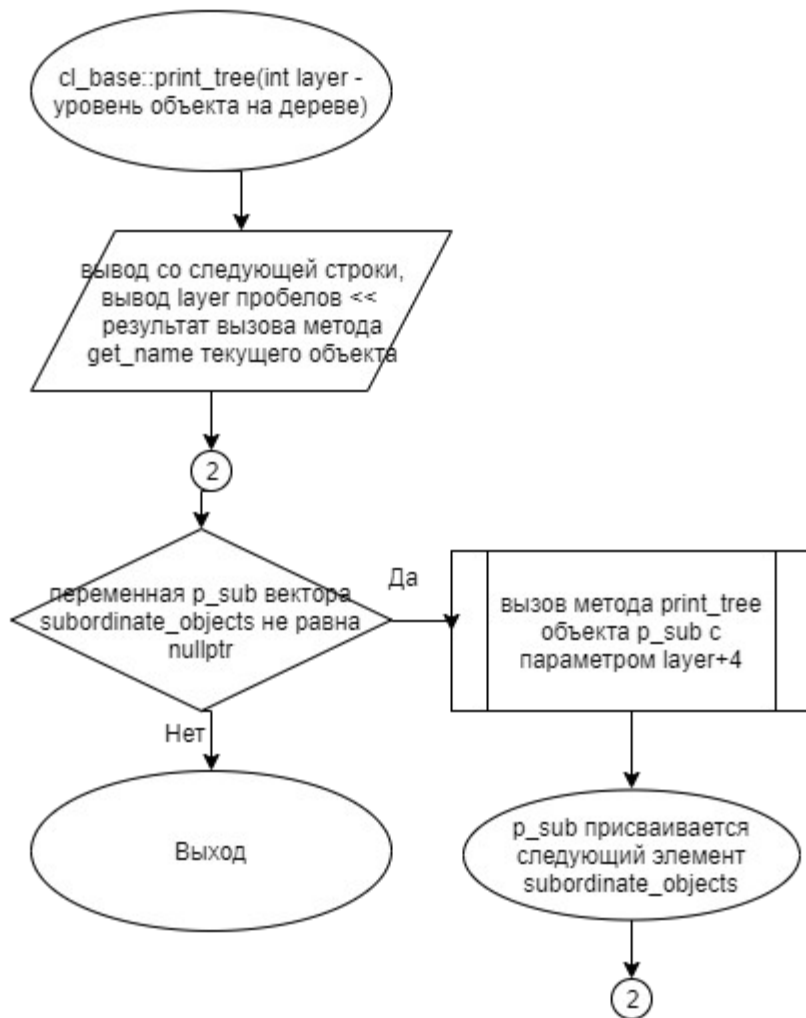 cl_base::print_tree(int layer -
уровень объекта на дереве)
вывод со следующей строки,
вывод layer пробелов <<
результат вызова метода
get_name текущего объекта
2
переменная p_sub вектора
subordinate_objects не равна
nullptr
Да
вызов метода print_tree
объекта p_sub с
параметром layer+4
Нет
Выход
p_sub присваивается
следующий элемент
subordinate_objects
2